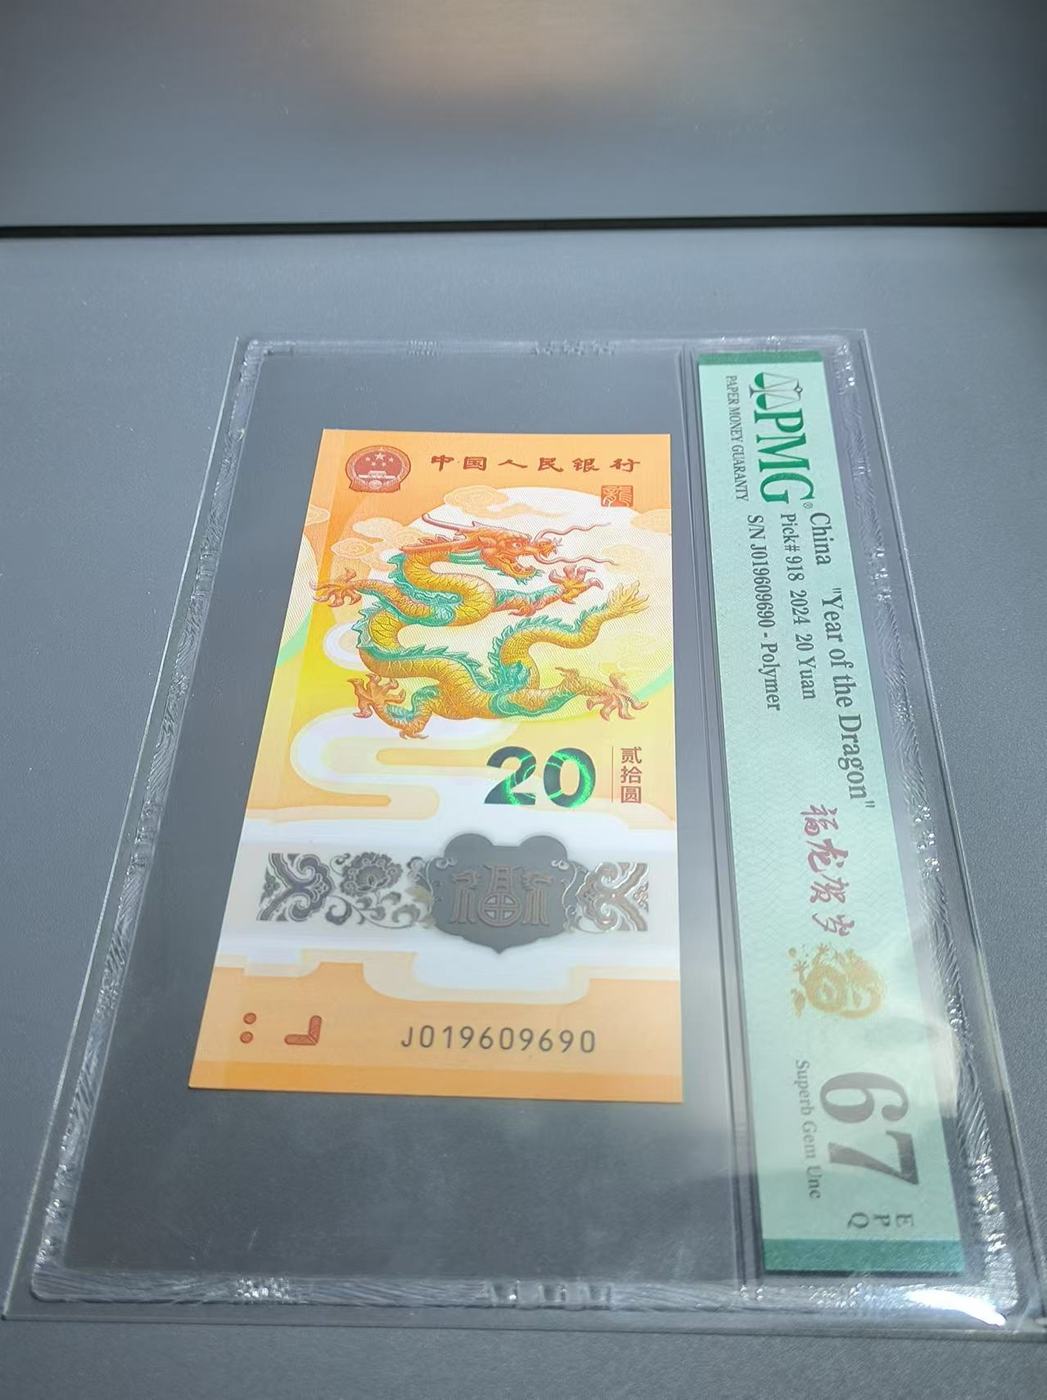 中国人民银行
龍
20
贰拾圆
福
J019609690
PMG
®
PAPER MONEY GUARANTY
China "Year of the Dragon"
Pick# 918 2024 20 Yuan
S/N J019609690 - Polymer
福龙贺岁
67
EPQ
Superb Gem Unc